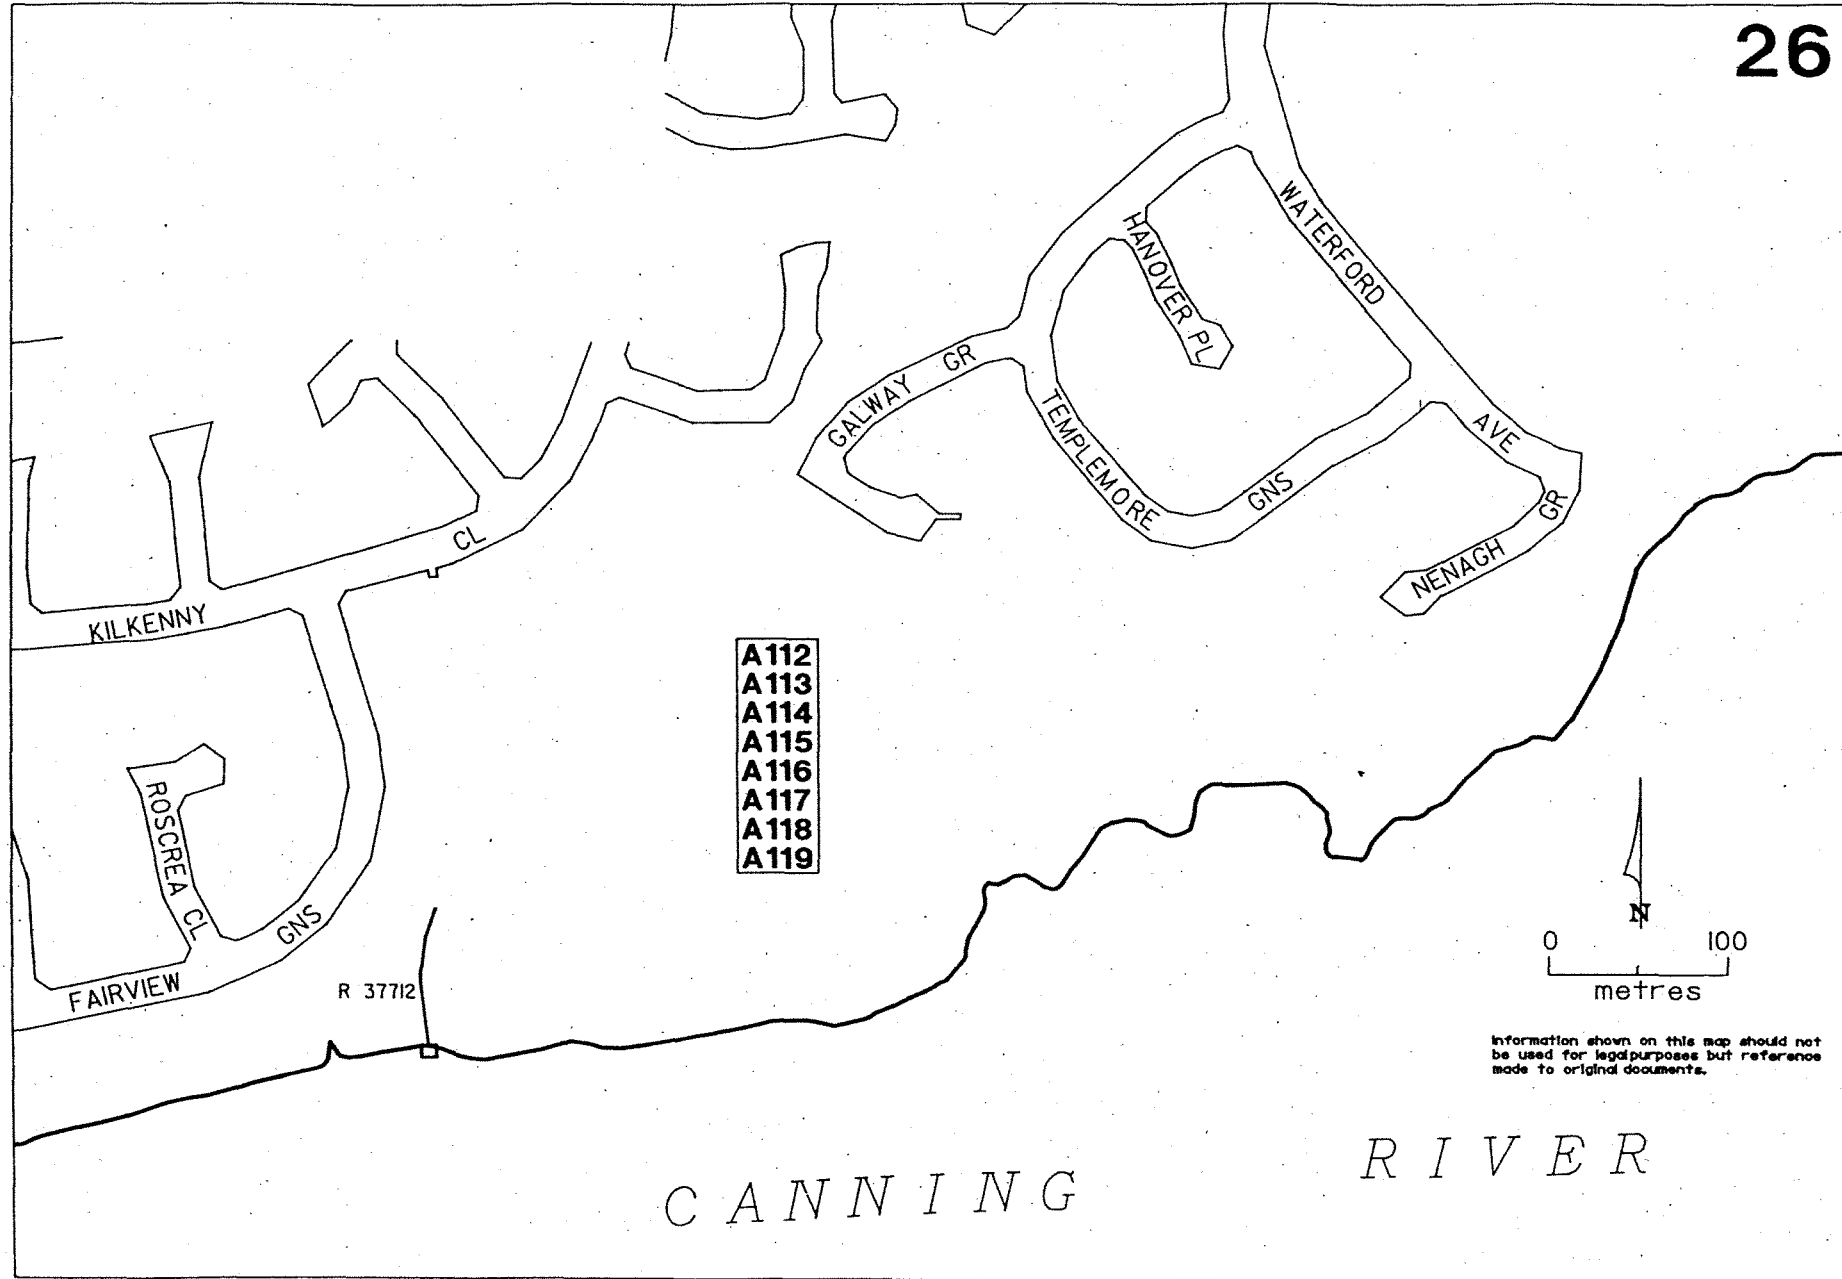 26
WATERFORD
AVE
HANOVER PL
GALWAY GR
TEMPLEMORE
GNS
NENAGH GR
KILKENNY
CL
A112
A113
A114
A115
A116
A117
A118
A119
ROSCREA CL
FAIRVIEW
GNS
R 37712
N
0 100
metres
Information shown on this map should not
be used for legal purposes but reference
made to original documents.
CANNING RIVER